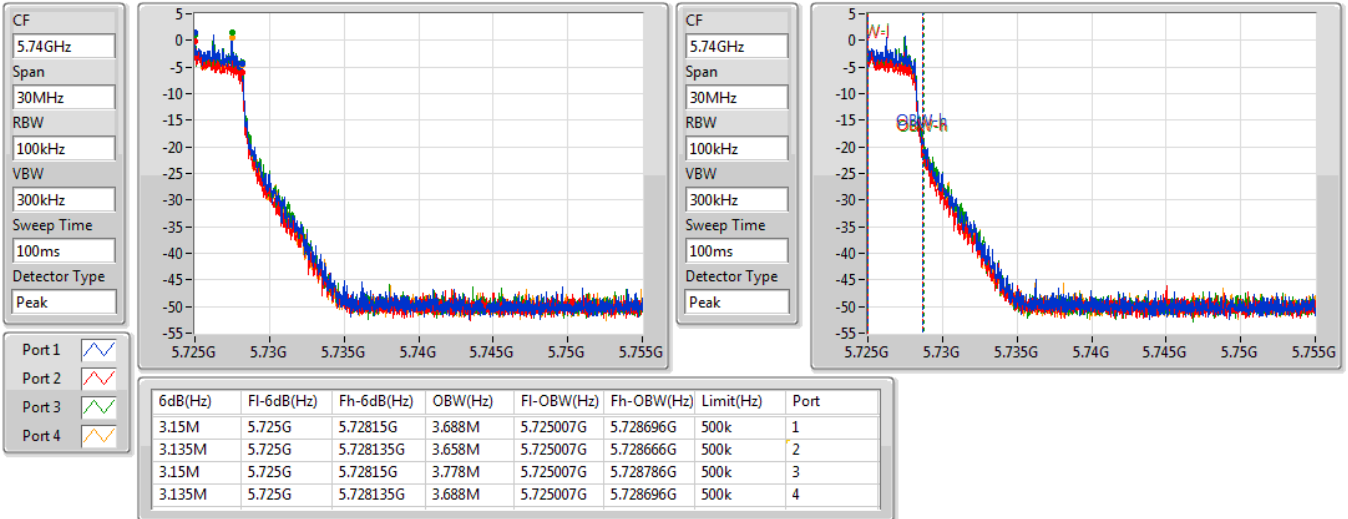 CF
5.74GHz
Span
30MHz
RBW
100kHz
VBW
300kHz
Sweep Time
100ms
Detector Type
Peak
5
0
-5
-10
-15
-20
-25
-30
-35
-40
-45
-50
-55
5.725G 5.73G 5.735G 5.74G 5.745G 5.75G 5.755G
CF
5.74GHz
Span
30MHz
RBW
100kHz
VBW
300kHz
Sweep Time
100ms
Detector Type
Peak
5
0
-5
-10
-15
-20
-25
-30
-35
-40
-45
-50
-55
W-l
OBW-h
5.725G 5.73G 5.735G 5.74G 5.745G 5.75G 5.755G
Port 1
Port 2
Port 3
Port 4
6dB(Hz) Fl-6dB(Hz) Fh-6dB(Hz) OBW(Hz) Fl-OBW(Hz) Fh-OBW(Hz) Limit(Hz) Port
3.15M 5.725G 5.72815G 3.688M 5.725007G 5.728696G 500k 1
3.135M 5.725G 5.728135G 3.658M 5.725007G 5.728666G 500k 2
3.15M 5.725G 5.72815G 3.778M 5.725007G 5.728786G 500k 3
3.135M 5.725G 5.728135G 3.688M 5.725007G 5.728696G 500k 4